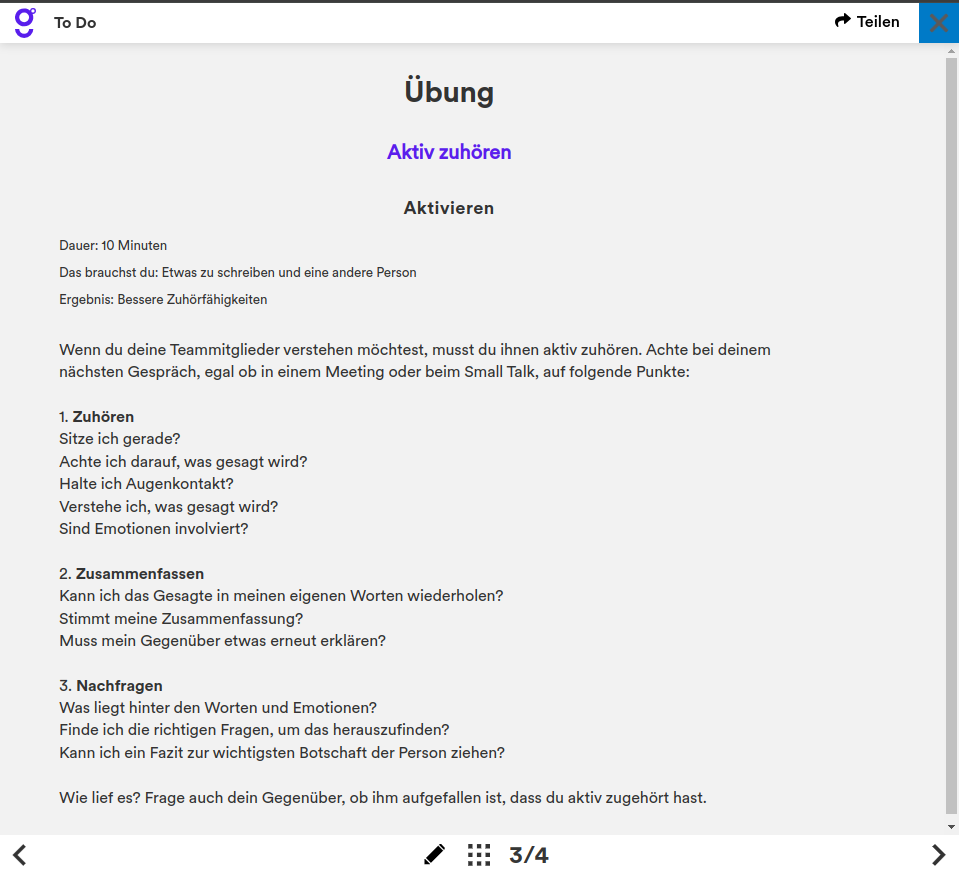 To Do
Teilen
Übung
Aktiv zuhören
Aktivieren
Dauer: 10 Minuten
Das brauchst du: Etwas zu schreiben und eine andere Person
Ergebnis: Bessere Zuhörfähigkeiten
Wenn du deine Teammitglieder verstehen möchtest, musst du ihnen aktiv zuhören. Achte bei deinem
nächsten Gespräch, egal ob in einem Meeting oder beim Small Talk, auf folgende Punkte:
1. Zuhören
Sitze ich gerade?
Achte ich darauf, was gesagt wird?
Halte ich Augenkontakt?
Verstehe ich, was gesagt wird?
Sind Emotionen involviert?
2. Zusammenfassen
Kann ich das Gesagte in meinen eigenen Worten wiederholen?
Stimmt meine Zusammenfassung?
Muss mein Gegenüber etwas erneut erklären?
3. Nachfragen
Was liegt hinter den Worten und Emotionen?
Finde ich die richtigen Fragen, um das herauszufinden?
Kann ich ein Fazit zur wichtigsten Botschaft der Person ziehen?
Wie lief es? Frage auch dein Gegenüber, ob ihm aufgefallen ist, dass du aktiv zugehört hast.
3/4